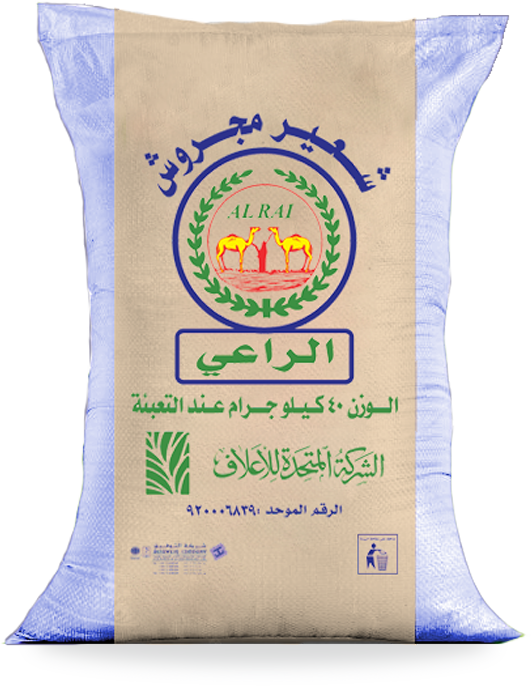 شعير مجروش
AL RAI
الراعي
الوزن ٤٠ كيلو جرام عند التعبئة
الشركة المتحدة للأعلاف
الرقم الموحد : ٩٢٠٠٠٦٨٣٩